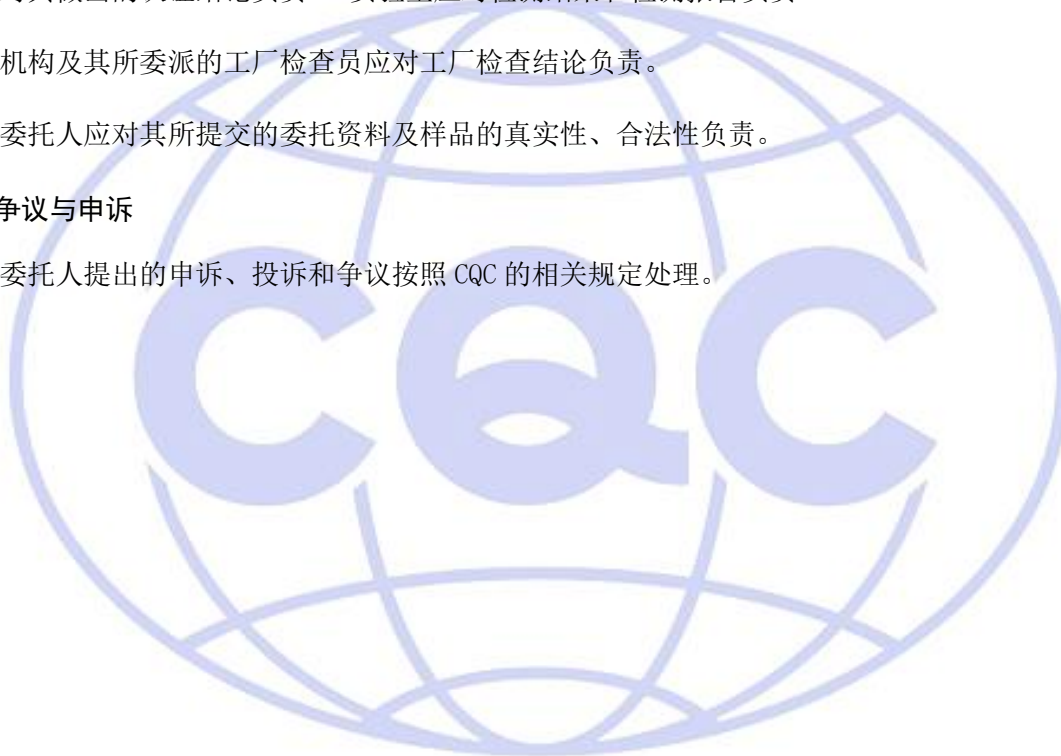 机构及其所委派的工厂检查员应对工厂检查结论负责。
委托人应对其所提交的委托资料及样品的真实性、合法性负责。
争议与申诉
委托人提出的申诉、投诉和争议按照 CQC 的相关规定处理。
CQC